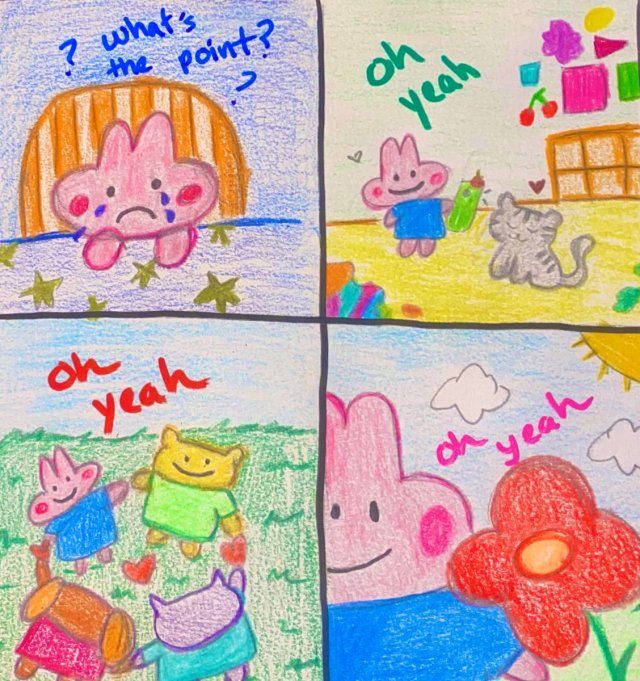 ? what's
the point?
?
oh
yeah
oh
yeah
oh yeah